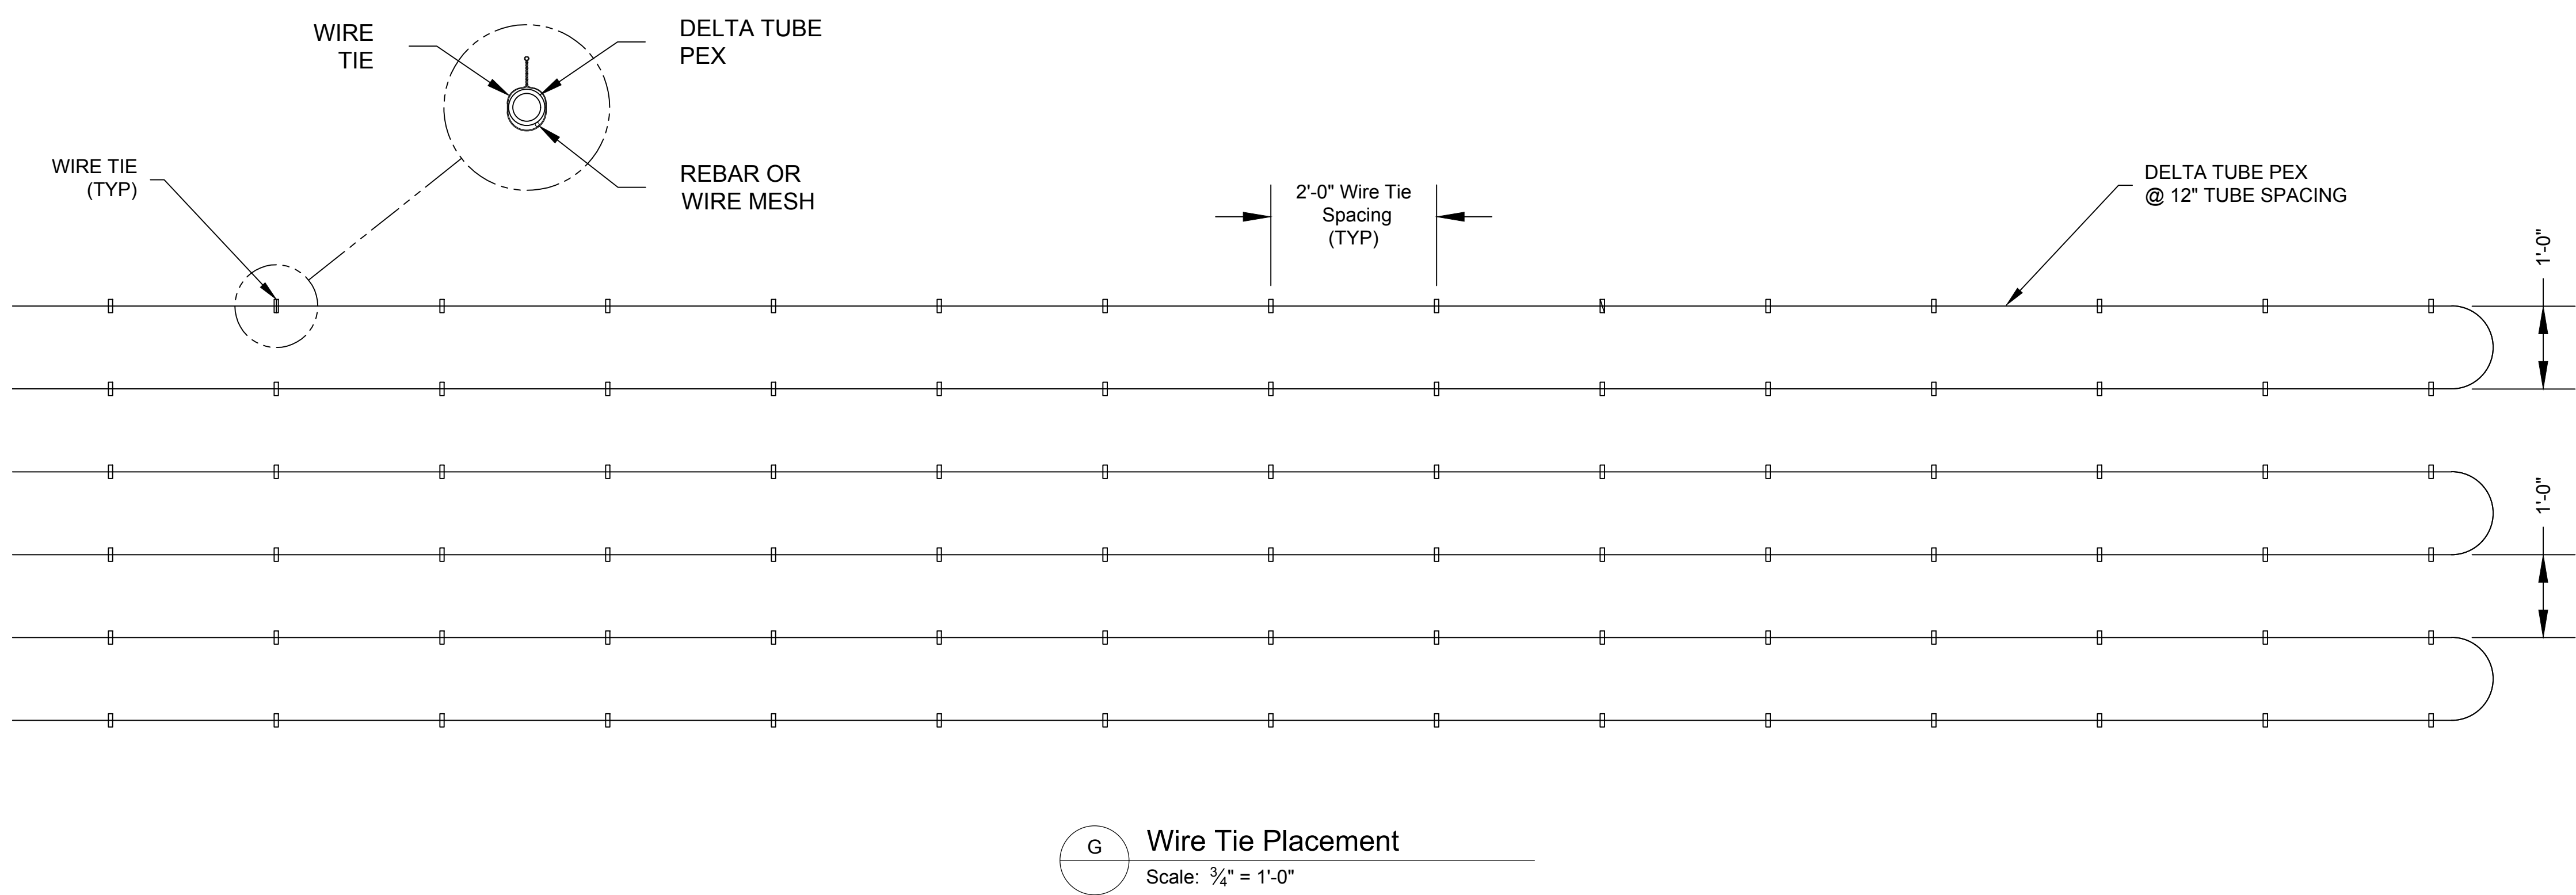 WIRE
TIE
DELTA TUBE
PEX
WIRE TIE
(TYP)
REBAR OR
WIRE MESH
2'-0" Wire Tie
Spacing
(TYP)
DELTA TUBE PEX
@ 12" TUBE SPACING
1'-0"
1'-0"
G
Wire Tie Placement
Scale: ¾" = 1'-0"